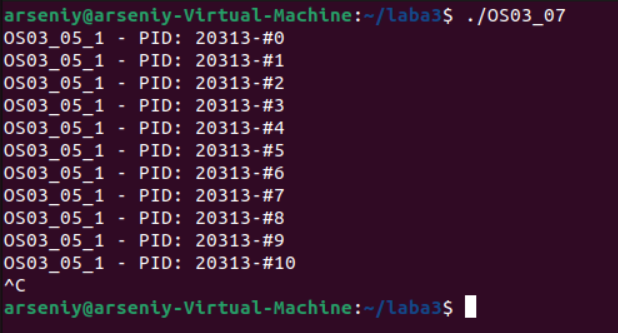 arseniy@arseniy-Virtual-Machine:~/laba3$ ./OS03_07
OS03_05_1 - PID: 20313-#0
OS03_05_1 - PID: 20313-#1
OS03_05_1 - PID: 20313-#2
OS03_05_1 - PID: 20313-#3
OS03_05_1 - PID: 20313-#4
OS03_05_1 - PID: 20313-#5
OS03_05_1 - PID: 20313-#6
OS03_05_1 - PID: 20313-#7
OS03_05_1 - PID: 20313-#8
OS03_05_1 - PID: 20313-#9
OS03_05_1 - PID: 20313-#10
^C
arseniy@arseniy-Virtual-Machine:~/laba3$